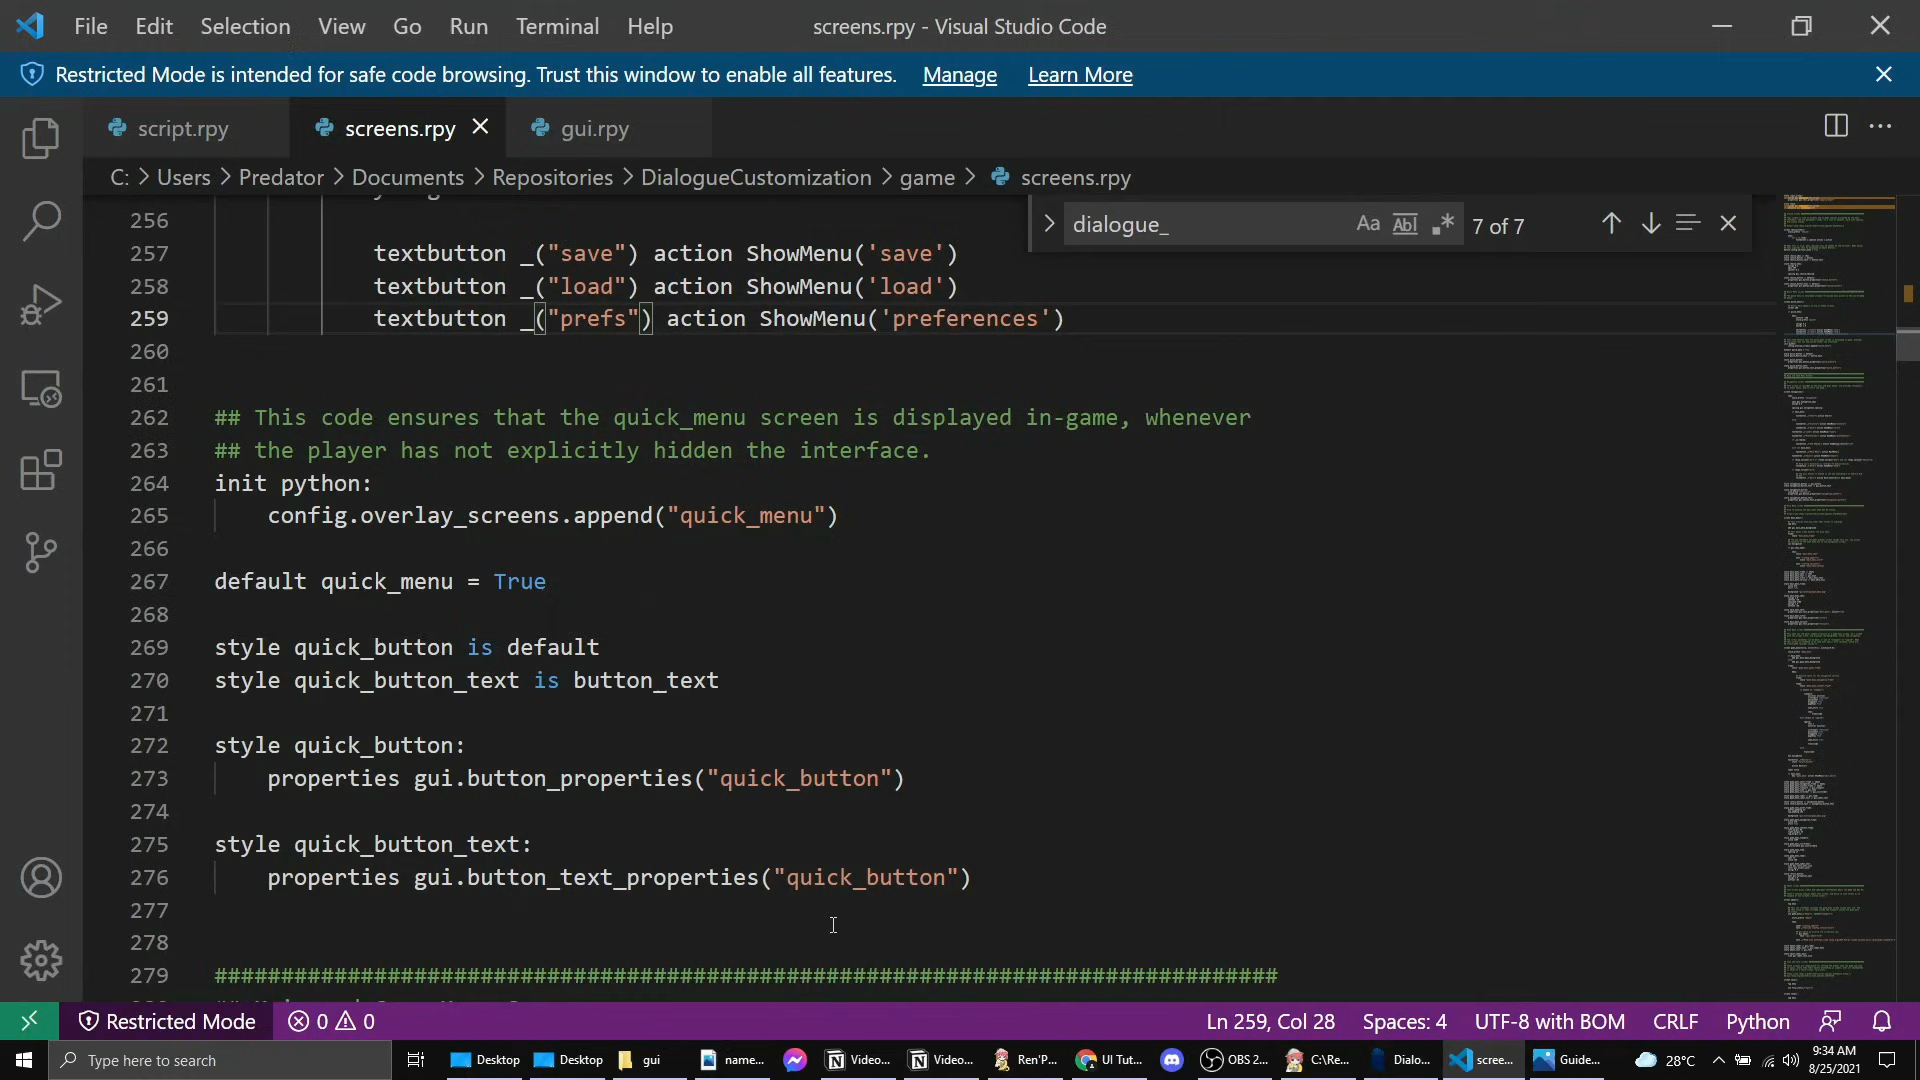 File Edit Selection View Go Run Terminal Help
screens.rpy - Visual Studio Code
Restricted Mode is intended for safe code browsing. Trust this window to enable all features. Manage Learn More
script.rpy screens.rpy gui.rpy
C: > Users > Predator > Documents > Repositories > DialogueCustomization > game > screens.rpy
dialogue_ Aa Abl .* 7 of 7
256
257 textbutton _("save") action ShowMenu('save')
258 textbutton _("load") action ShowMenu('load')
259 textbutton _("prefs") action ShowMenu('preferences')
260
261
262 ## This code ensures that the quick_menu screen is displayed in-game, whenever
263 ## the player has not explicitly hidden the interface.
264 init python:
265 config.overlay_screens.append("quick_menu")
266
267 default quick_menu = True
268
269 style quick_button is default
270 style quick_button_text is button_text
271
272 style quick_button:
273 properties gui.button_properties("quick_button")
274
275 style quick_button_text:
276 properties gui.button_text_properties("quick_button")
277
278
279 ################################################################################
Restricted Mode 0 0 Ln 259, Col 28 Spaces: 4 UTF-8 with BOM CRLF Python
Type here to search Desktop Desktop gui name... Video... Video... Ren'P... UI Tut... OBS 2... C:\Re... Dialo... scree... Guide... 28°C 9:34 AM
8/25/2021